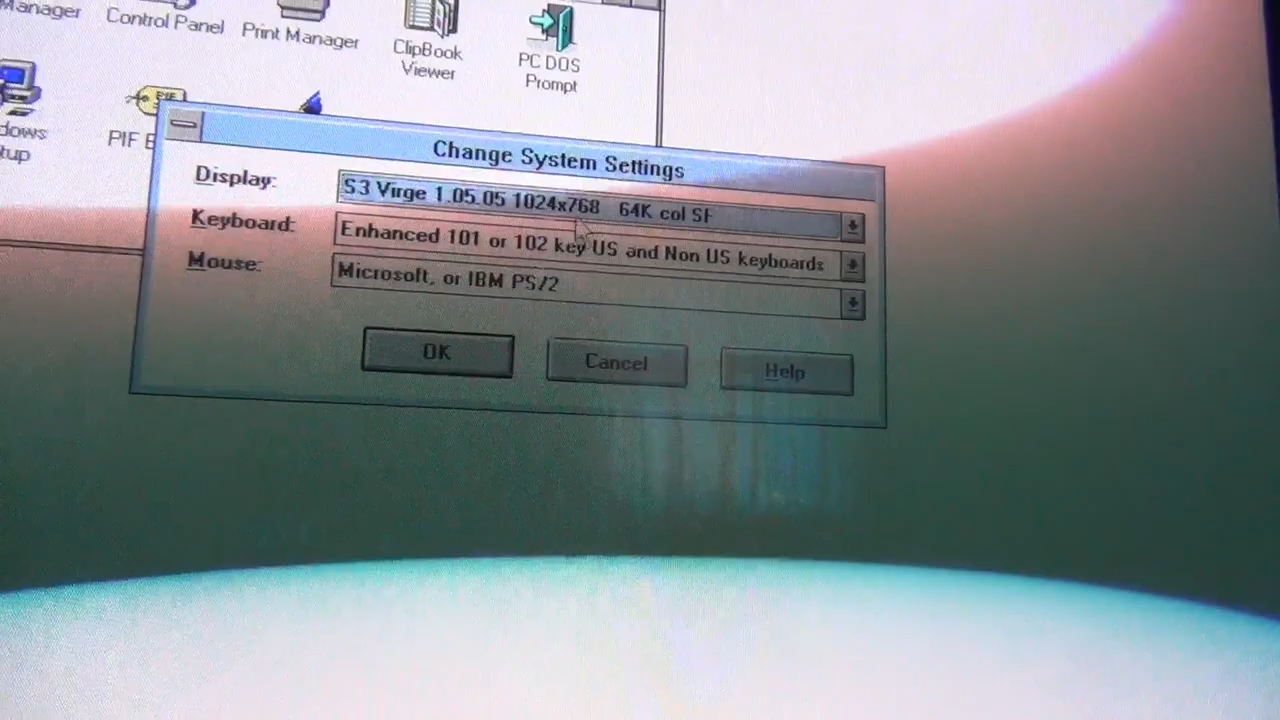 Manager
Control Panel
Print Manager
ClipBook
Viewer
PC DOS
Prompt
PIF
Change System Settings
Display:
S3 Virge 1.05.05 1024x768 64K col SF
Keyboard:
Enhanced 101 or 102 key US and Non US keyboards
Mouse:
Microsoft, or IBM PS/2
OK
Cancel
Help